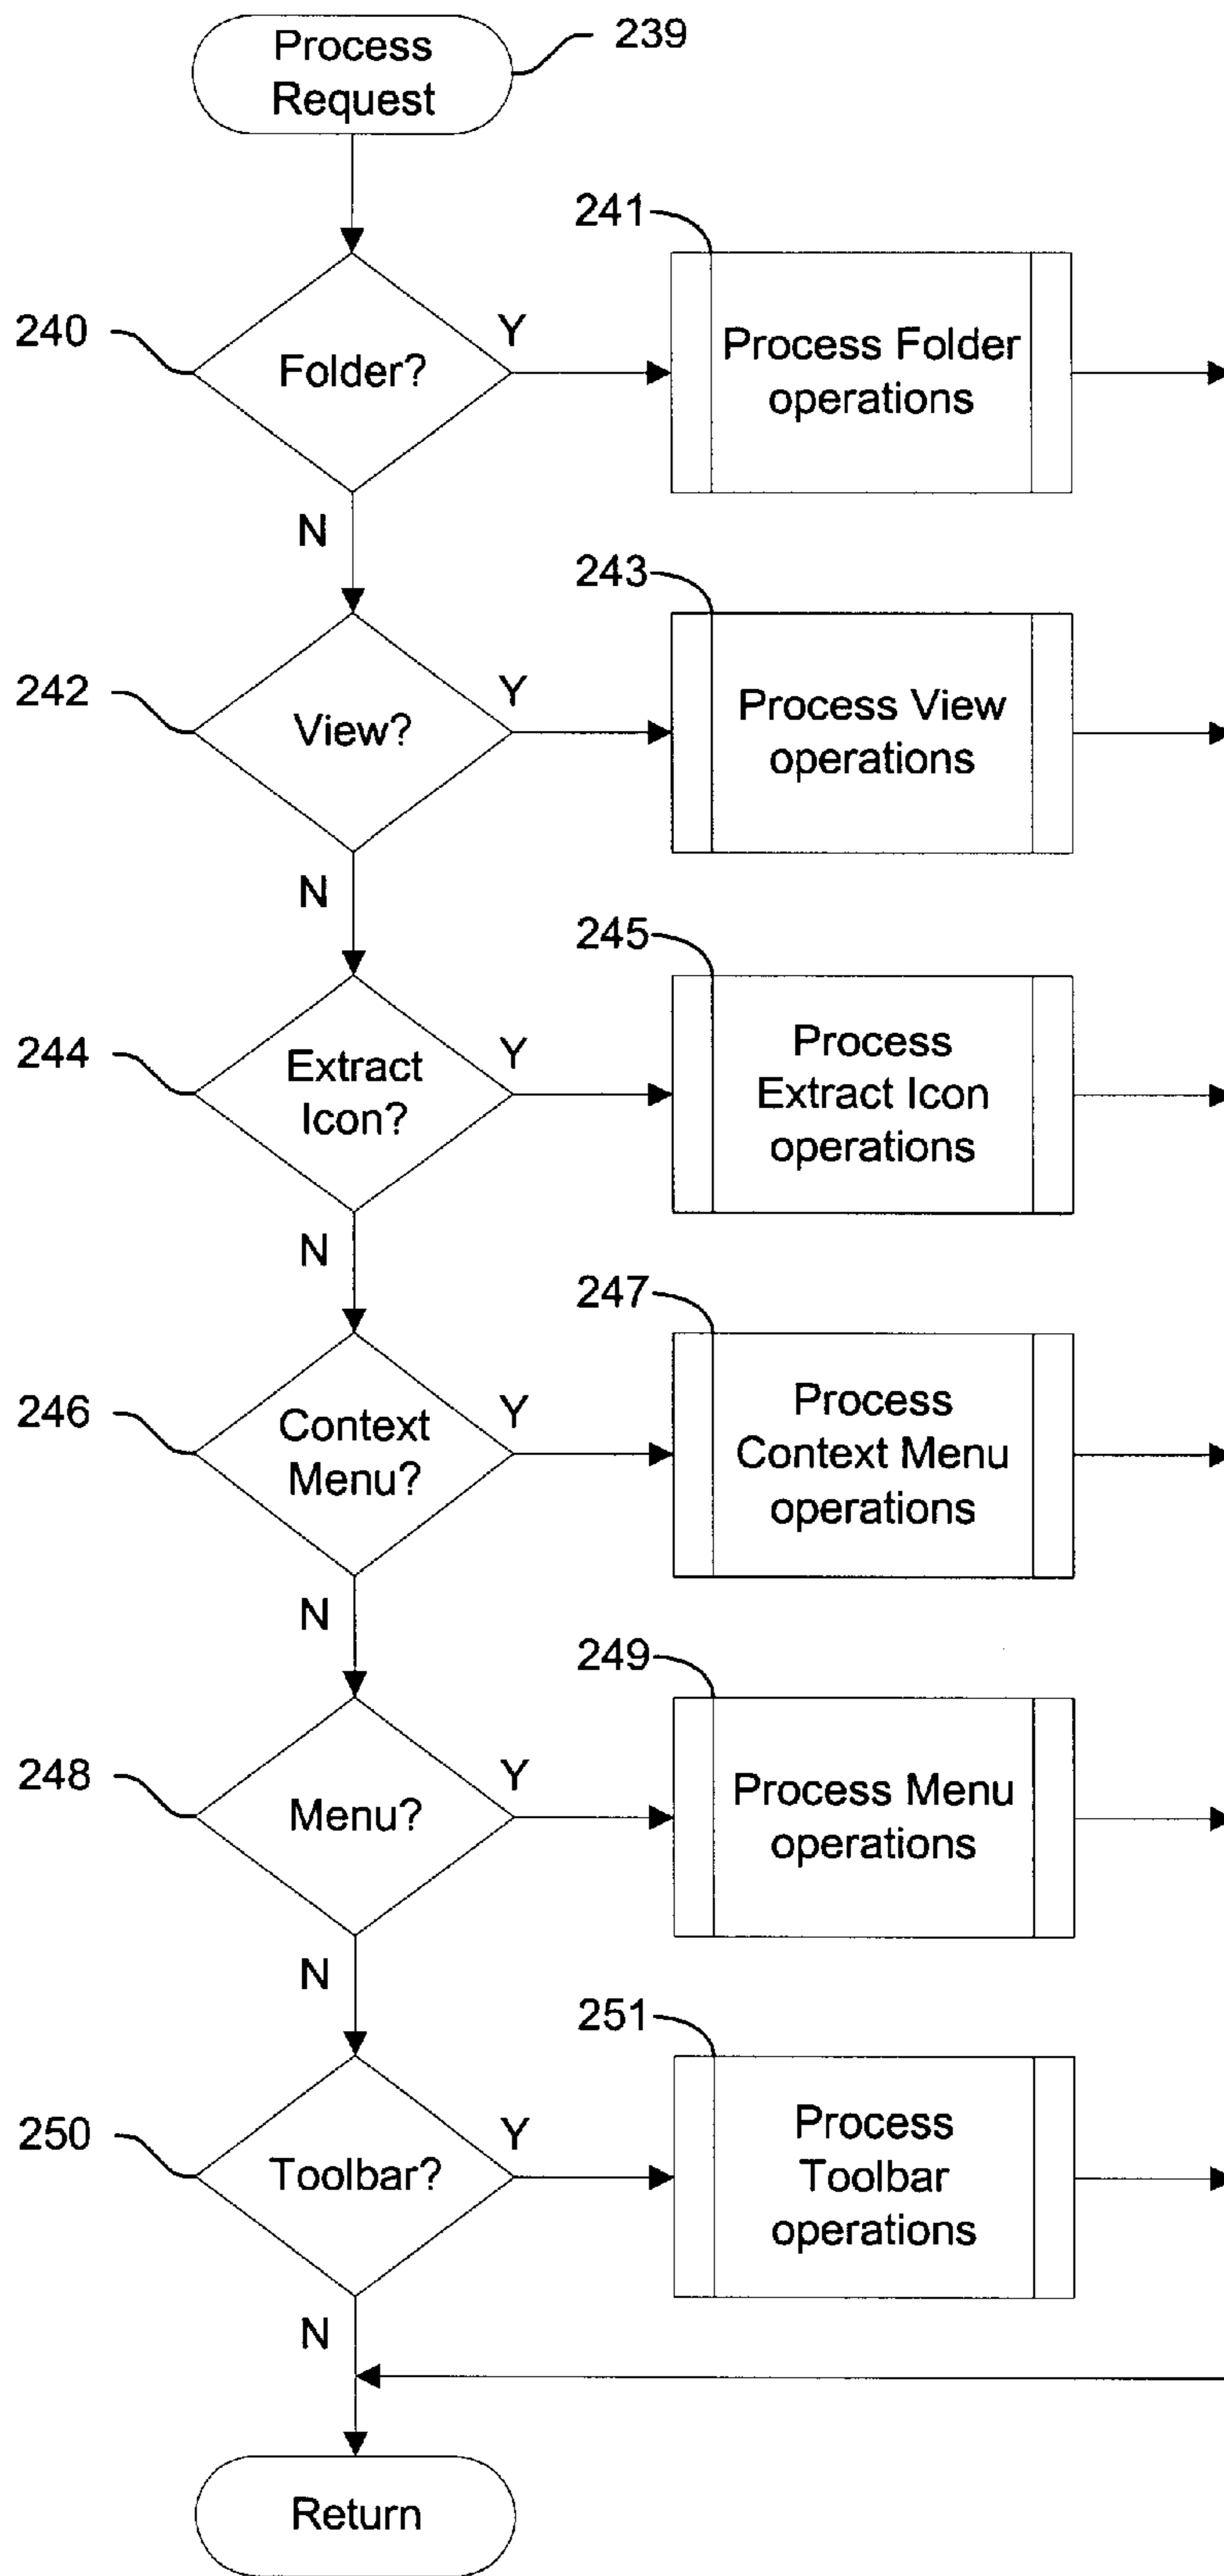 Process
Request
239
241
240
Folder?
Y
Process Folder
operations
N
243
242
View?
Y
Process View
operations
N
245
244
Extract
Icon?
Y
Process
Extract Icon
operations
N
247
246
Context
Menu?
Y
Process
Context Menu
operations
N
249
248
Menu?
Y
Process Menu
operations
N
251
250
Toolbar?
Y
Process
Toolbar
operations
N
Return